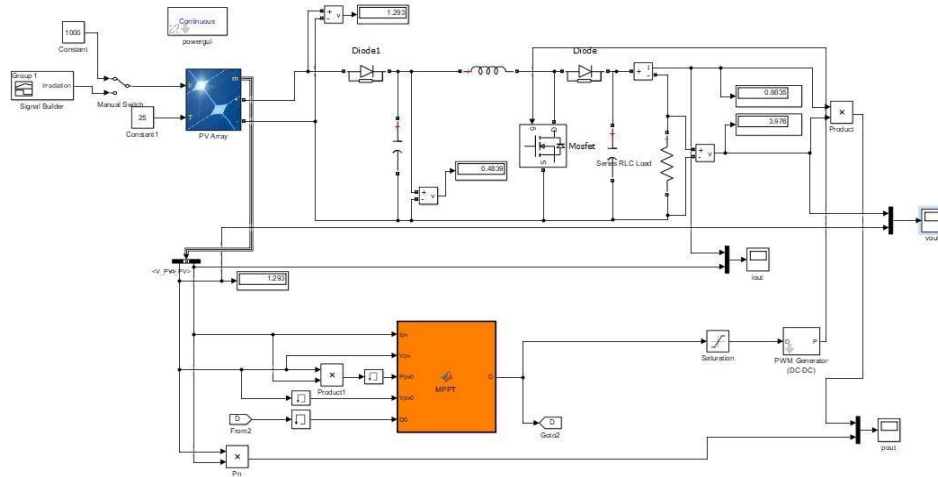 Continuous
powergui
1.293
v
1000
Constant
Group 1
Irradiation
Signal Builder
Manual Switch
25
Constant1
Ir
T
m
+
PV Array
Diode1
Diode
Mosfet
Series RLC Load
0.4839
v
0.8835
3.976
v
Product
vout
iout
<V_PV>
1.293
Ipv
Vpv
Ppv0
Vpv0
D0
D
MPPT
Product1
D
From2
D
Goto2
Saturation
D
P
PWM Generator
(DC-DC)
pout